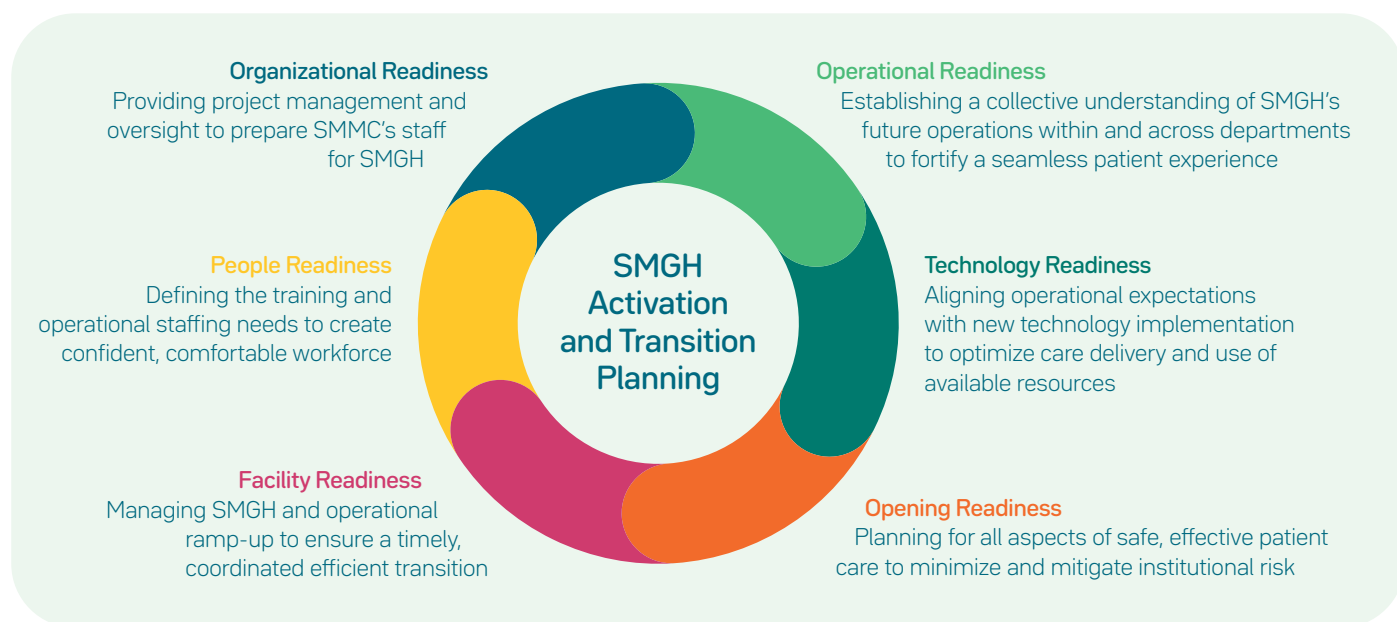 Organizational Readiness
Providing project management and
oversight to prepare SMMC's staff
for SMGH
Operational Readiness
Establishing a collective understanding of SMGH's
future operations within and across departments
to fortify a seamless patient experience
People Readiness
Defining the training and
operational staffing needs to create
confident, comfortable workforce
SMGH
Activation
and Transition
Planning
Technology Readiness
Aligning operational expectations
with new technology implementation
to optimize care delivery and use of
available resources
Facility Readiness
Managing SMGH and operational
ramp-up to ensure a timely,
coordinated efficient transition
Opening Readiness
Planning for all aspects of safe, effective patient
care to minimize and mitigate institutional risk